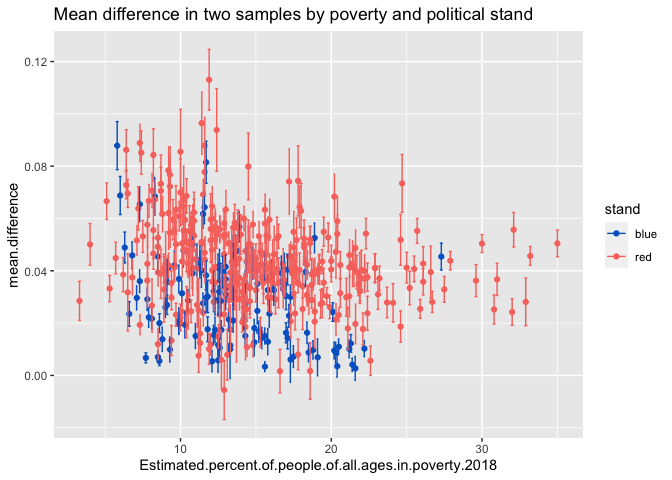 Mean difference in two samples by poverty and political stand
0.12
0.08
0.04
0.00
mean.difference
10
20
30
Estimated.percent.of.people.of.all.ages.in.poverty.2018
stand
blue
red